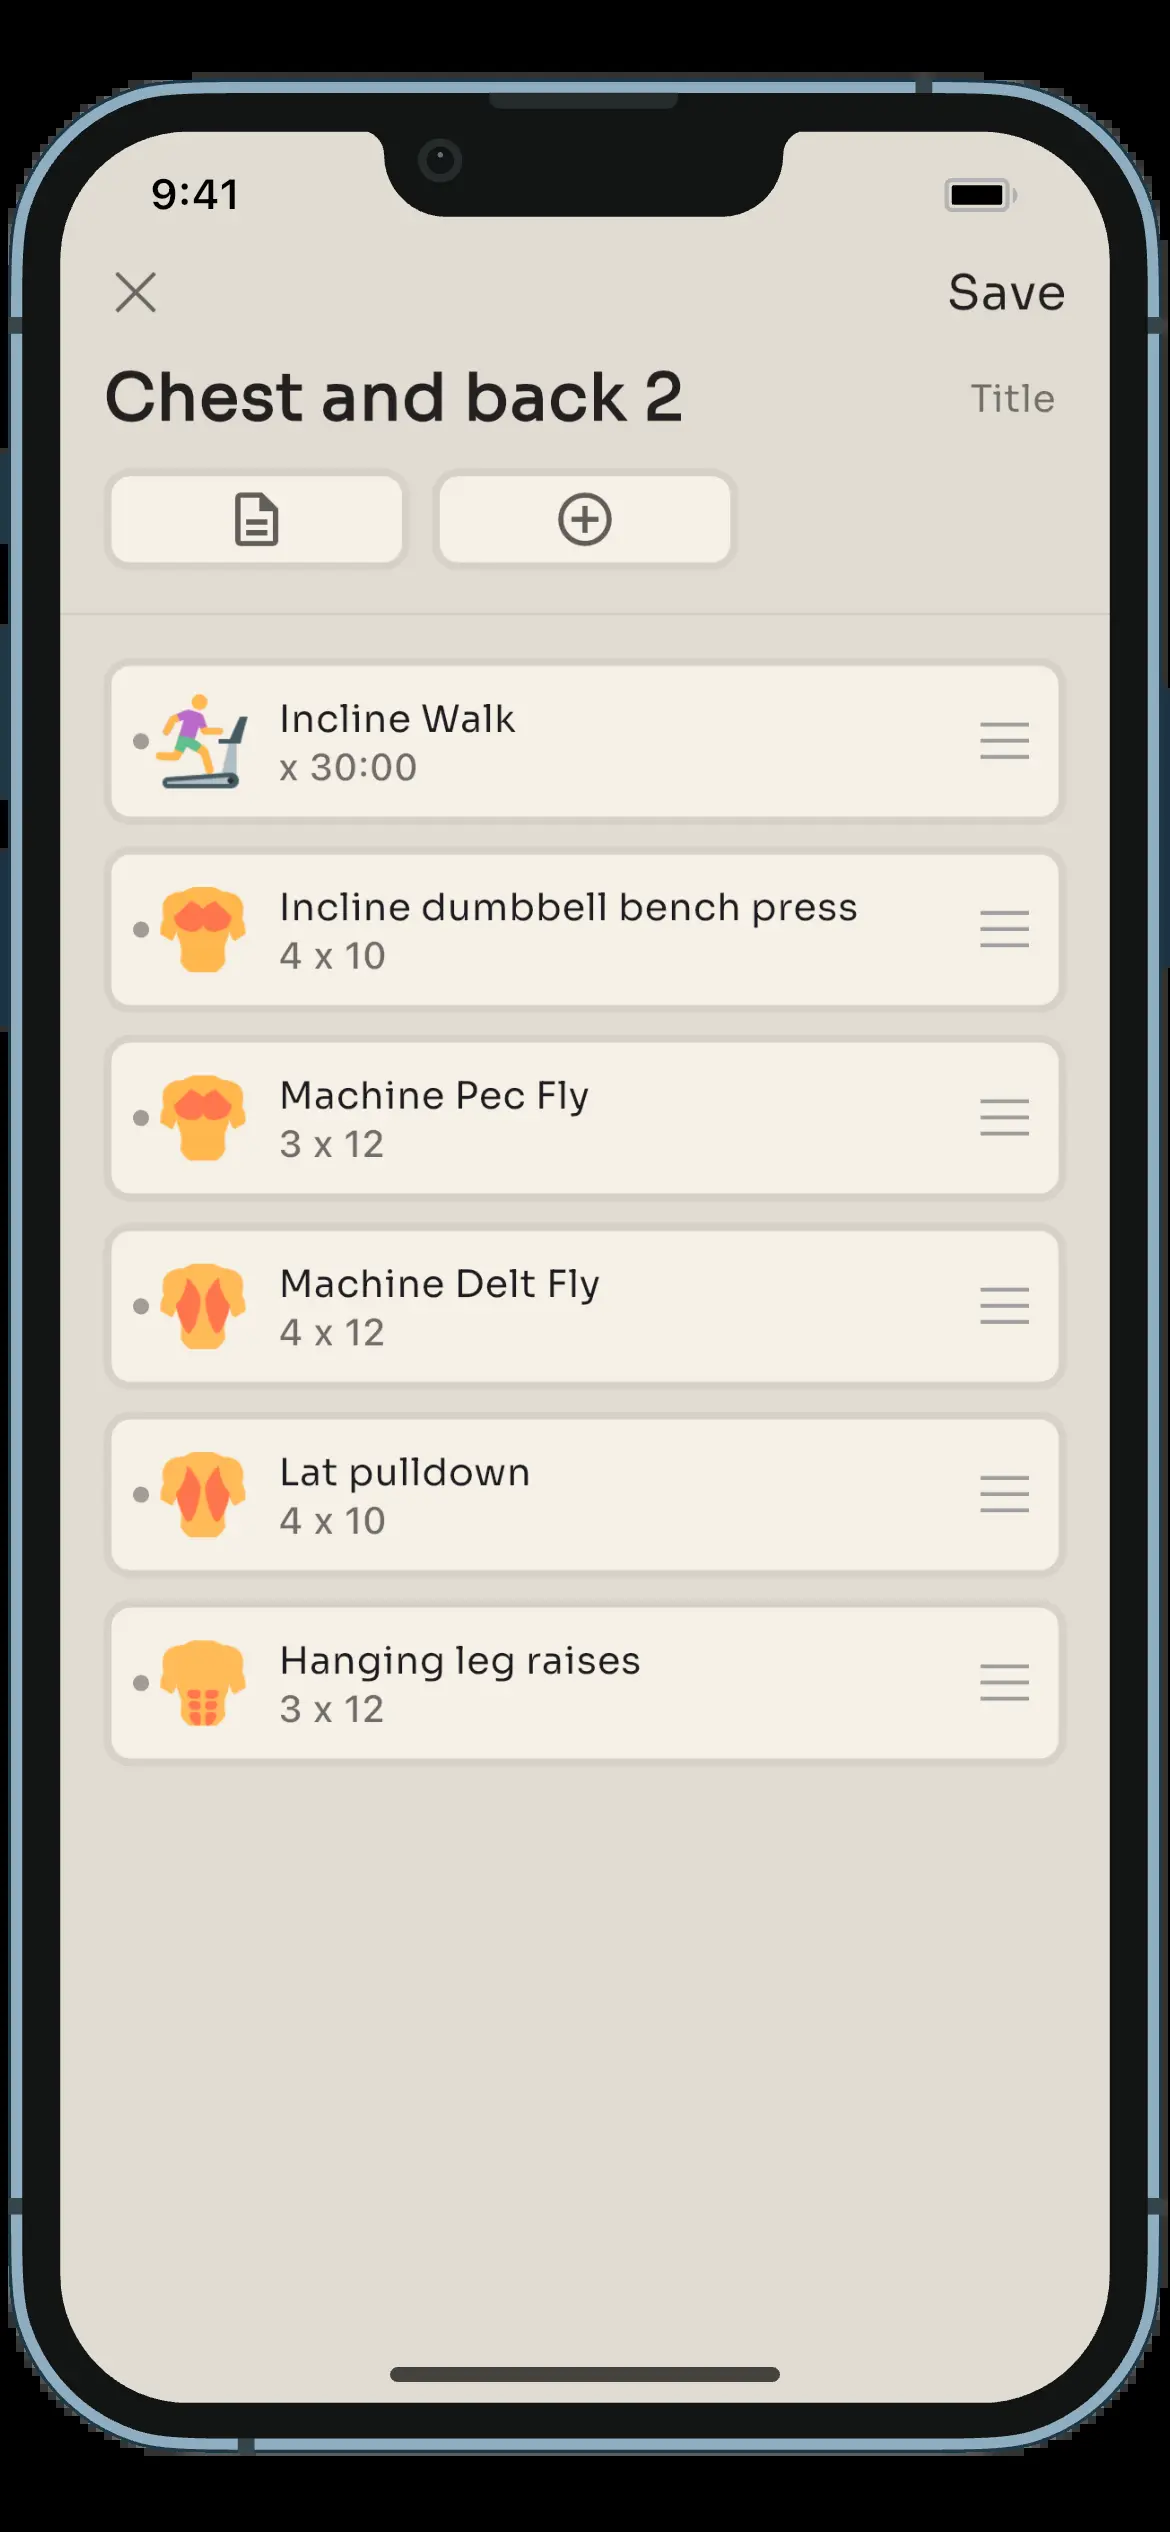 9:41
Save
Chest and back 2
Title
Incline Walk
x 30:00
Incline dumbbell bench press
4 x 10
Machine Pec Fly
3 x 12
Machine Delt Fly
4 x 12
Lat pulldown
4 x 10
Hanging leg raises
3 x 12